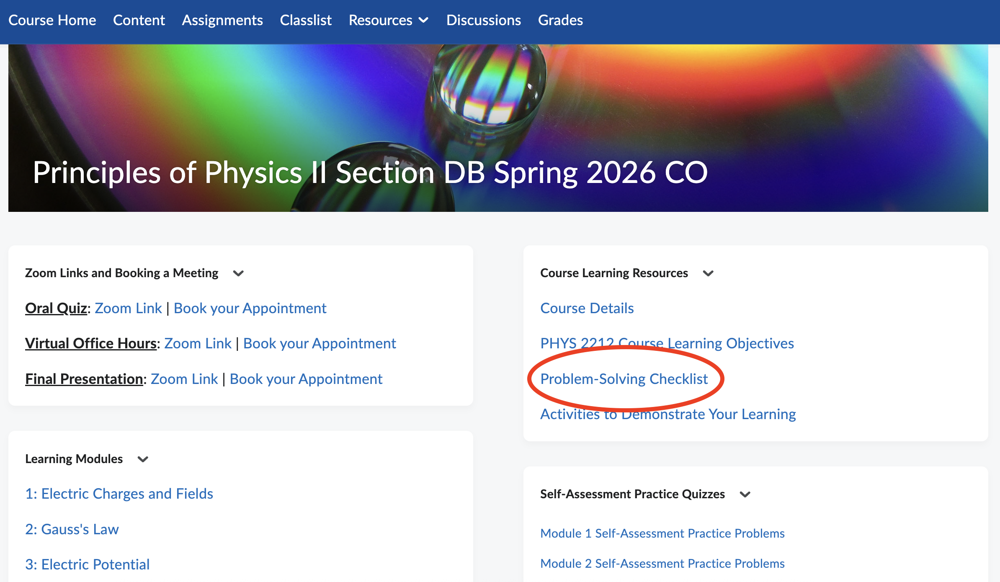 Course Home Content Assignments Classlist Resources Discussions Grades
Principles of Physics II Section DB Spring 2026 CO
Zoom Links and Booking a Meeting
Oral Quiz: Zoom Link | Book your Appointment
Virtual Office Hours: Zoom Link | Book your Appointment
Final Presentation: Zoom Link | Book your Appointment
Learning Modules
1: Electric Charges and Fields
2: Gauss's Law
3: Electric Potential
Course Learning Resources
Course Details
PHYS 2212 Course Learning Objectives
Problem-Solving Checklist
Activities to Demonstrate Your Learning
Self-Assessment Practice Quizzes
Module 1 Self-Assessment Practice Problems
Module 2 Self-Assessment Practice Problems